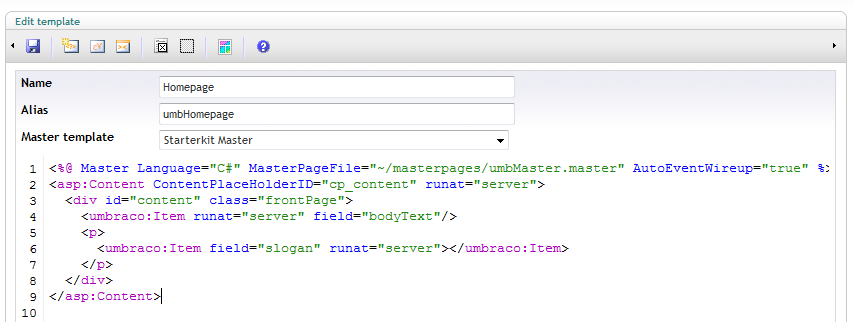 Edit template
Name Homepage
Alias umbHomepage
Master template Starterkit Master
1 <%@ Master Language="C#" MasterPageFile="~/masterpages/umbMaster.master" AutoEventWireup="true" %>
2 <asp:Content ContentPlaceHolderID="cp_content" runat="server">
3 <div id="content" class="frontPage">
4 <umbraco:Item runat="server" field="bodyText"/>
5 <p>
6 <umbraco:Item field="slogan" runat="server"></umbraco:Item>
7 </p>
8 </div>
9 </asp:Content>
10